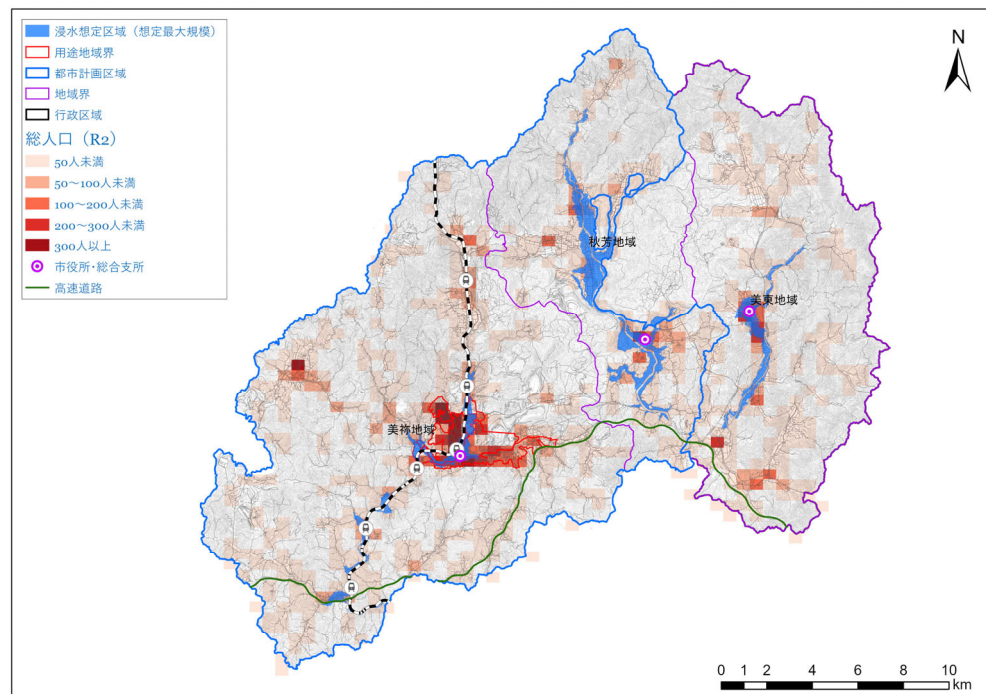 浸水想定区域（想定最大規模）
用途地域界
都市計画区域
地域界
行政区域
総人口（R2）
50人未満
50～100人未満
100～200人未満
200～300人未満
300人以上
市役所・総合支所
高速道路
N
秋芳地域
美東地域
美祢地域
0 1 2 4 6 8 10
km